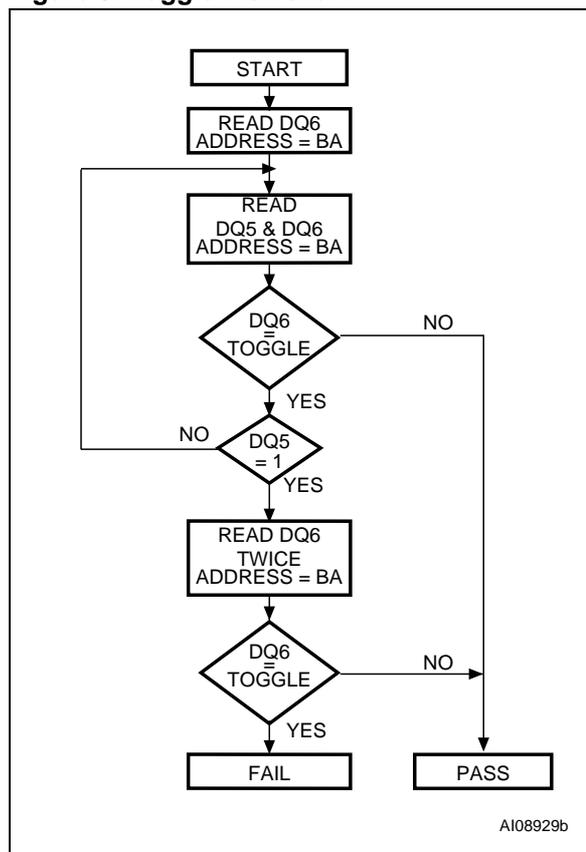 START
READ DQ6
ADDRESS = BA
READ
DQ5 & DQ6
ADDRESS = BA
DQ6
=
TOGGLE
NO
YES
NO
DQ5
= 1
YES
READ DQ6
TWICE
ADDRESS = BA
DQ6
=
TOGGLE
NO
YES
FAIL
PASS
AI08929b